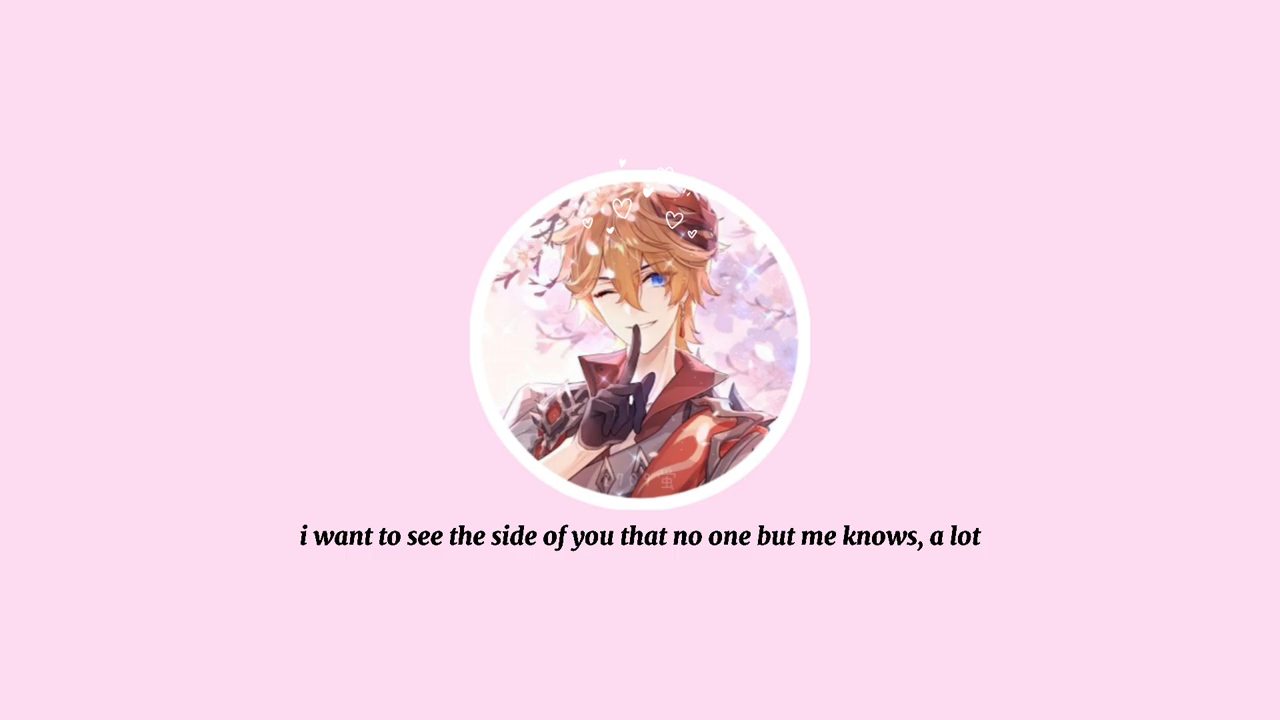 i want to see the side of you that no one but me knows, a lot